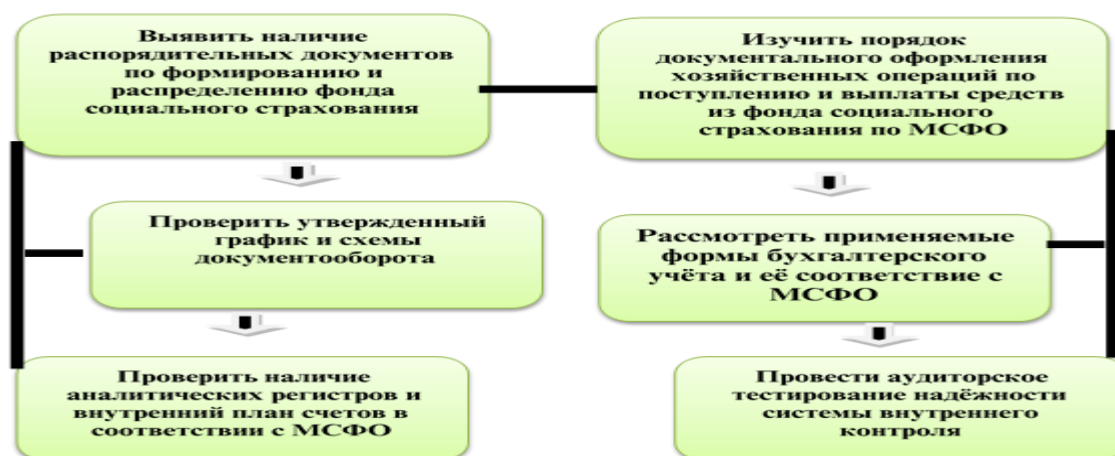 Выявить наличие
распорядительных документов
по формированию и
распределению фонда
социального страхования
Изучить порядок
документального оформления
хозяйственных операций по
поступлению и выплаты средств
из фонда социального
страхования по МСФО
Проверить утвержденный
график и схемы
документооборота
Рассмотреть применяемые
формы бухгалтерского
учёта и её соответствие с
МСФО
Проверить наличие
аналитических регистров и
внутренний план счетов в
соответствии с МСФО
Провести аудиторское
тестирование надёжности
системы внутреннего
контроля